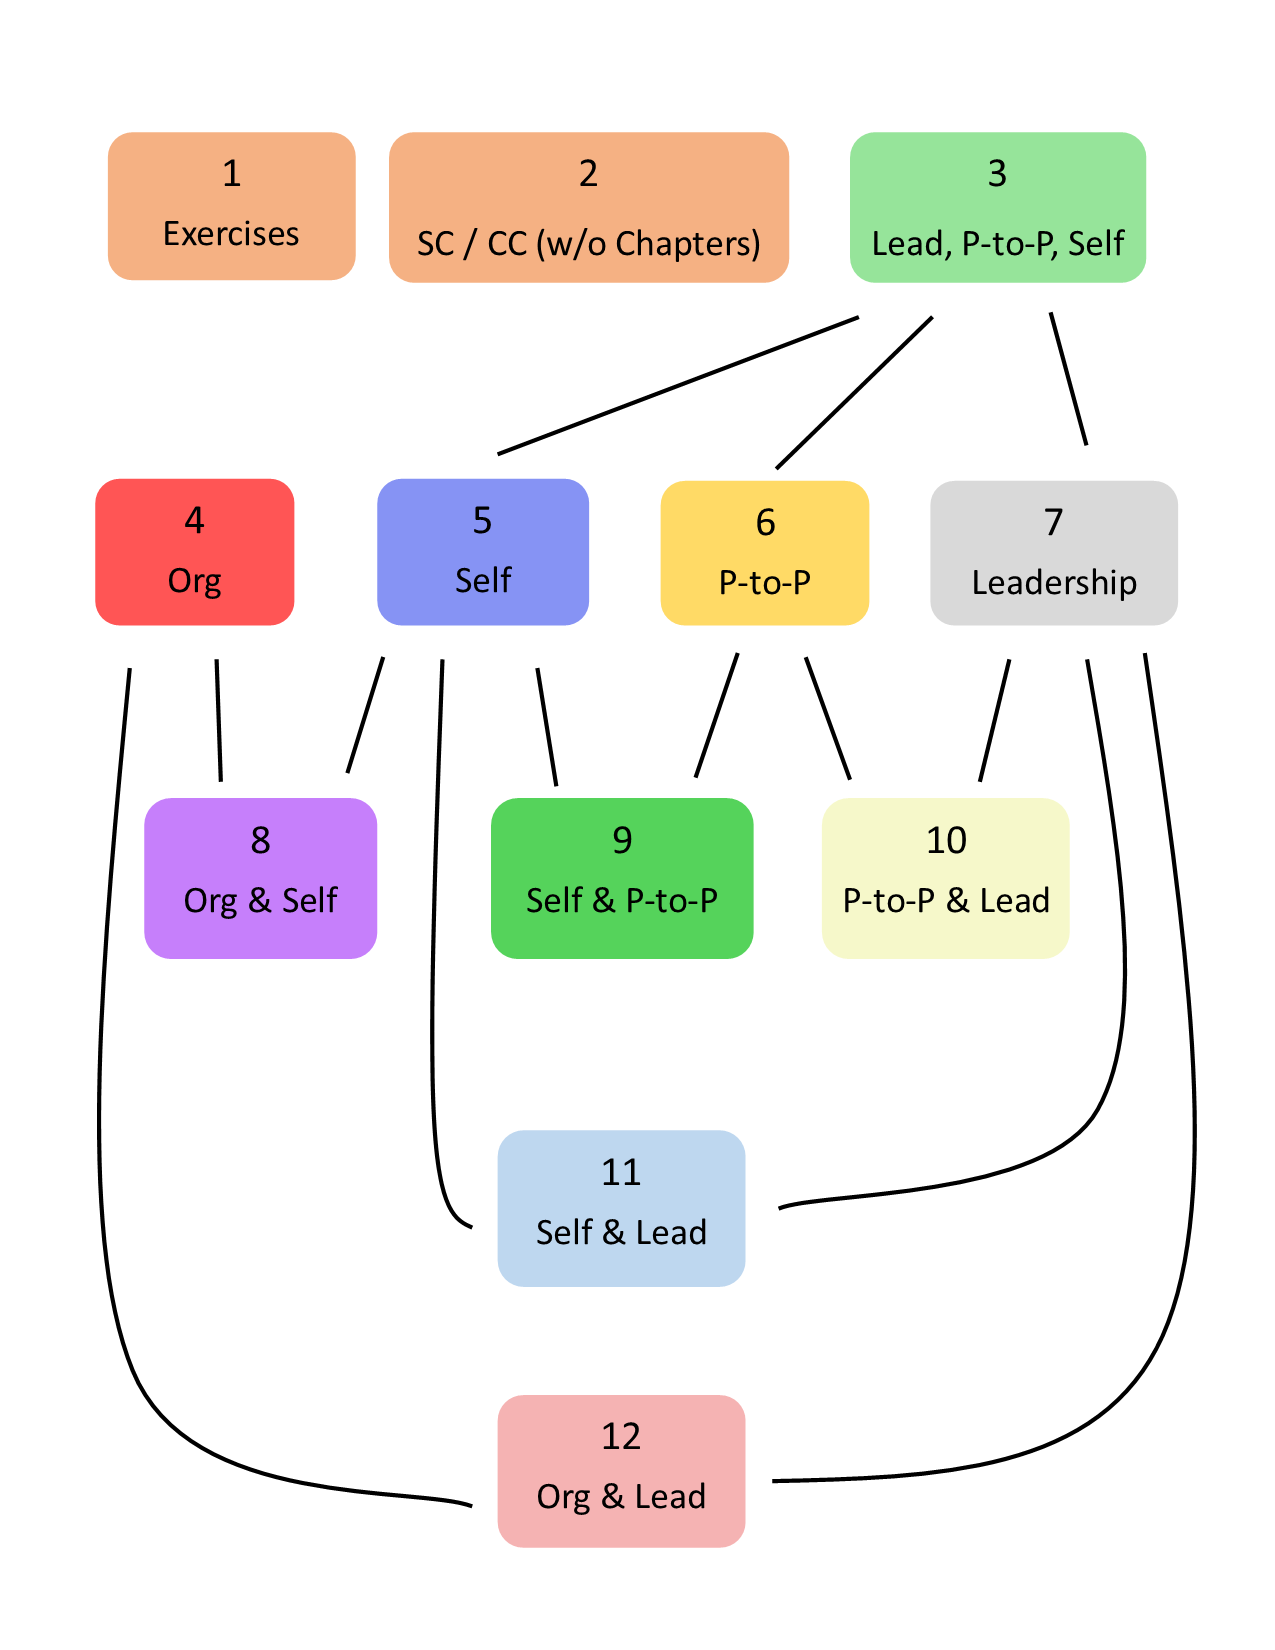 1
Exercises
2
SC / CC (w/o Chapters)
3
Lead, P-to-P, Self
4
Org
5
Self
6
P-to-P
7
Leadership
8
Org & Self
9
Self & P-to-P
10
P-to-P & Lead
11
Self & Lead
12
Org & Lead